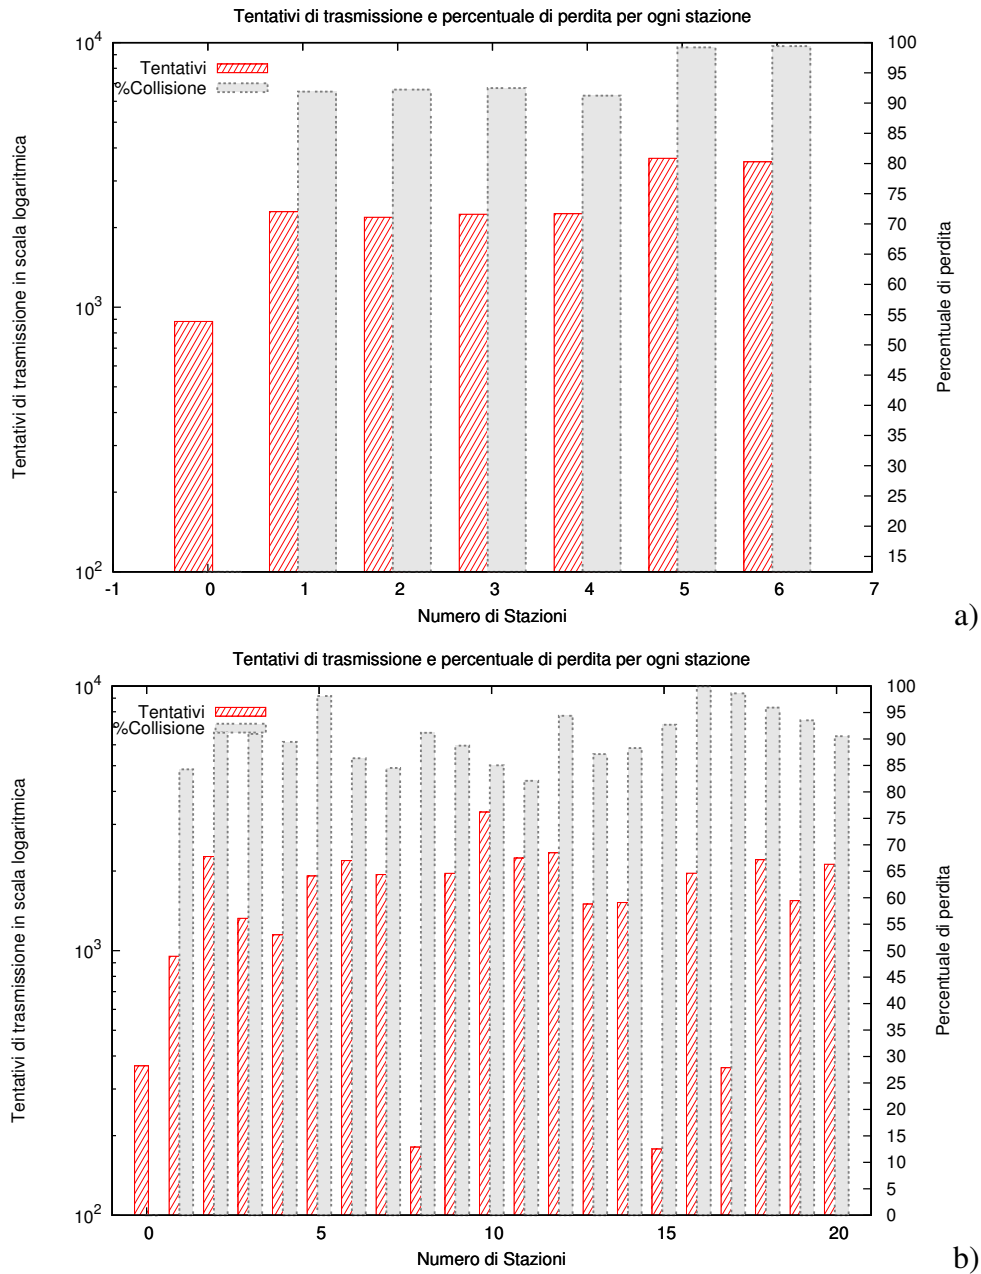 Tentativi di trasmissione e percentuale di perdita per ogni stazione
10^4
Tentativi
%Collisione
10^3
10^2
Tentativi di trasmissione in scala logaritmica
100
95
90
85
80
75
70
65
60
55
50
45
40
35
30
25
20
15
Percentuale di perdita
-1 0 1 2 3 4 5 6 7
Numero di Stazioni
a)
Tentativi di trasmissione e percentuale di perdita per ogni stazione
10^4
Tentativi
%Collisione
10^3
10^2
Tentativi di trasmissione in scala logaritmica
100
95
90
85
80
75
70
65
60
55
50
45
40
35
30
25
20
15
10
5
0
Percentuale di perdita
0 5 10 15 20
Numero di Stazioni
b)